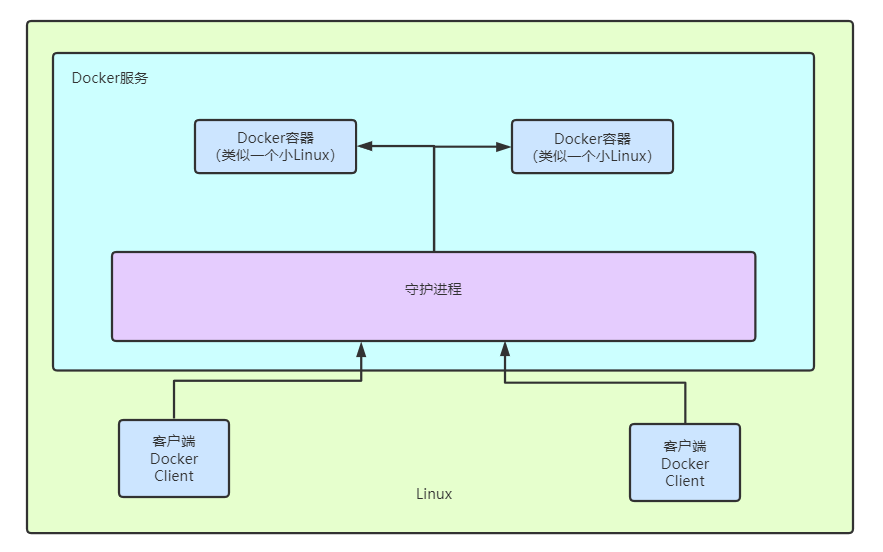 Docker服务
Docker容器
（类似一个小Linux）
Docker容器
（类似一个小Linux）
守护进程
客户端
Docker
Client
客户端
Docker
Client
Linux